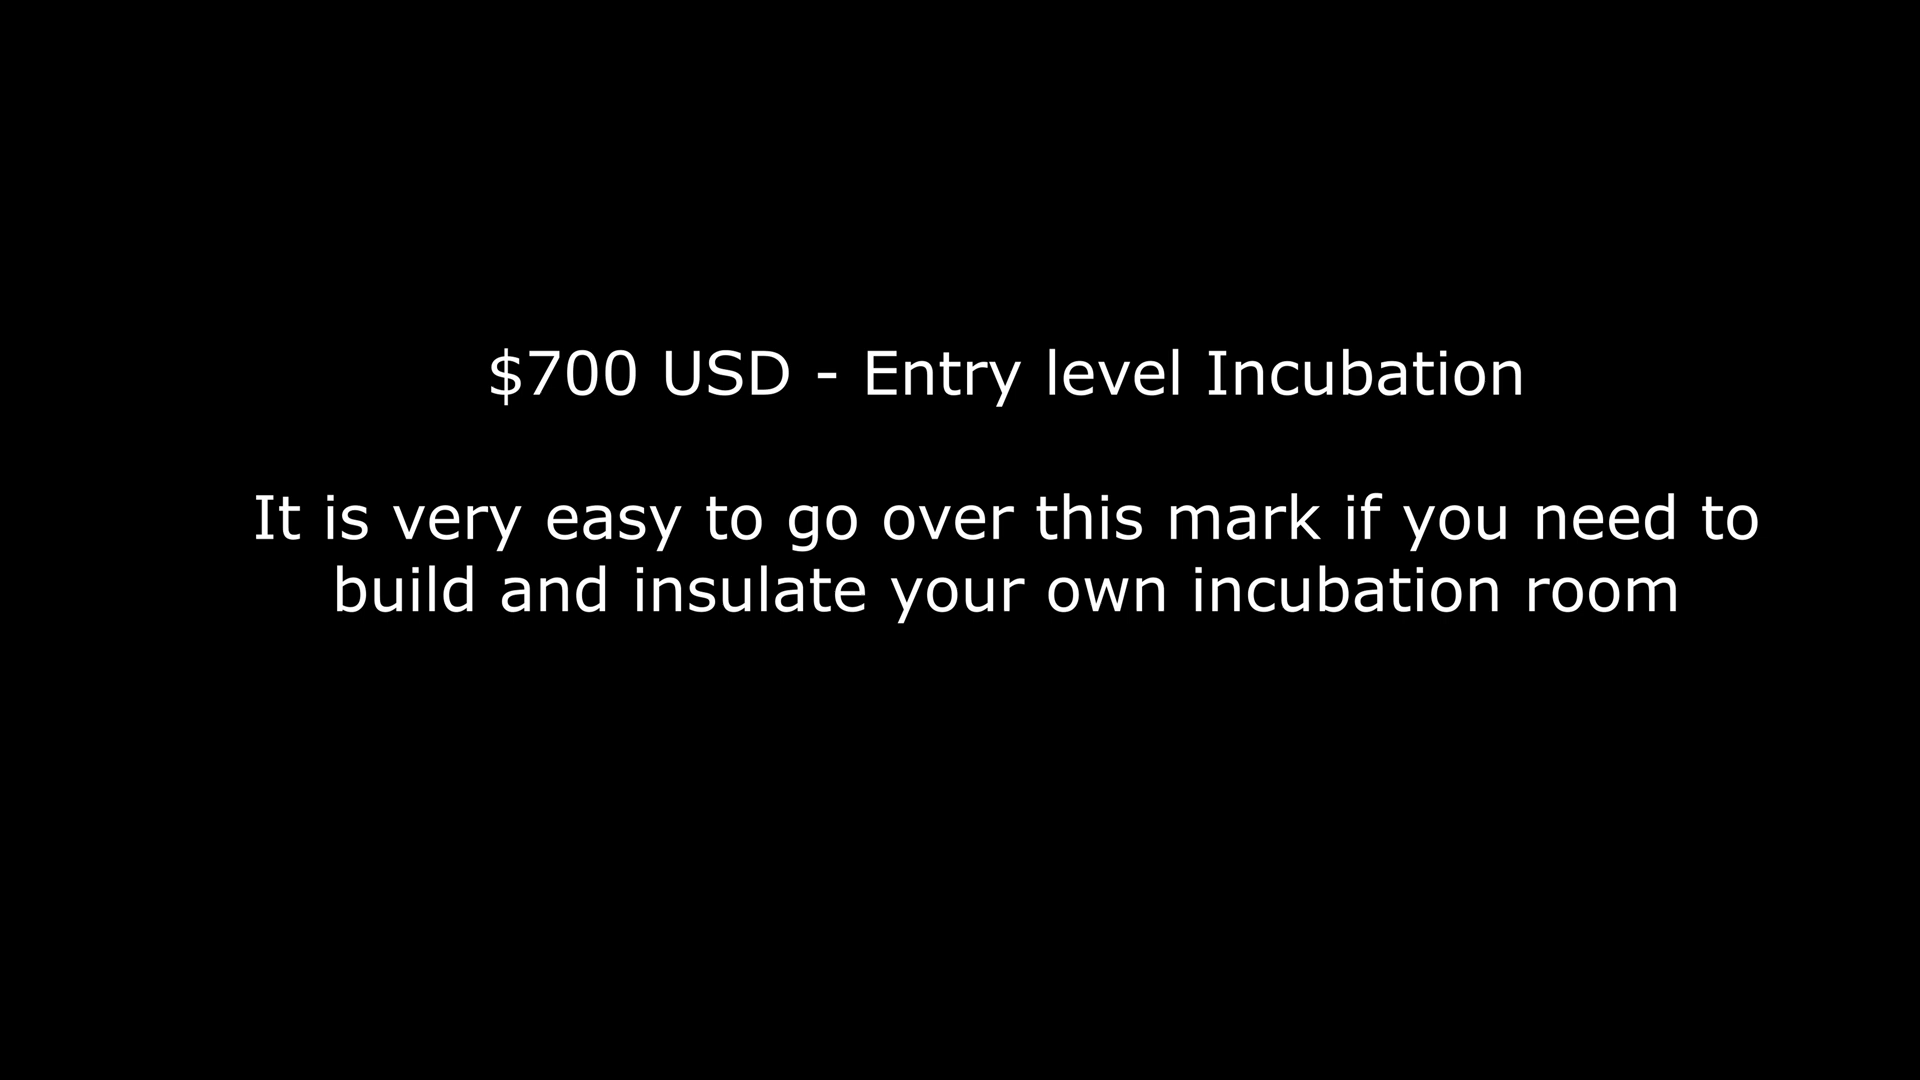 $700 USD - Entry level Incubation
It is very easy to go over this mark if you need to
build and insulate your own incubation room